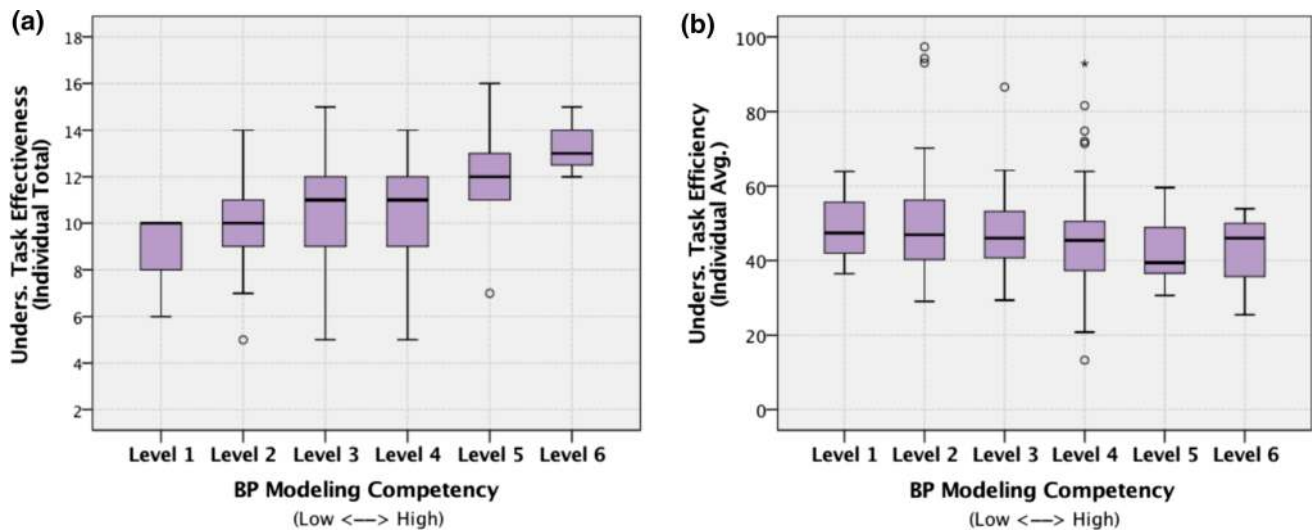 (a)
Unders. Task Effectiveness
(Individual Total)
18
16
14
12
10
8
6
4
2
Level 1 Level 2 Level 3 Level 4 Level 5 Level 6
BP Modeling Competency
(Low <--> High)
(b)
Unders. Task Efficiency
(Individual Avg.)
100
80
60
40
20
0
Level 1 Level 2 Level 3 Level 4 Level 5 Level 6
BP Modeling Competency
(Low <--> High)